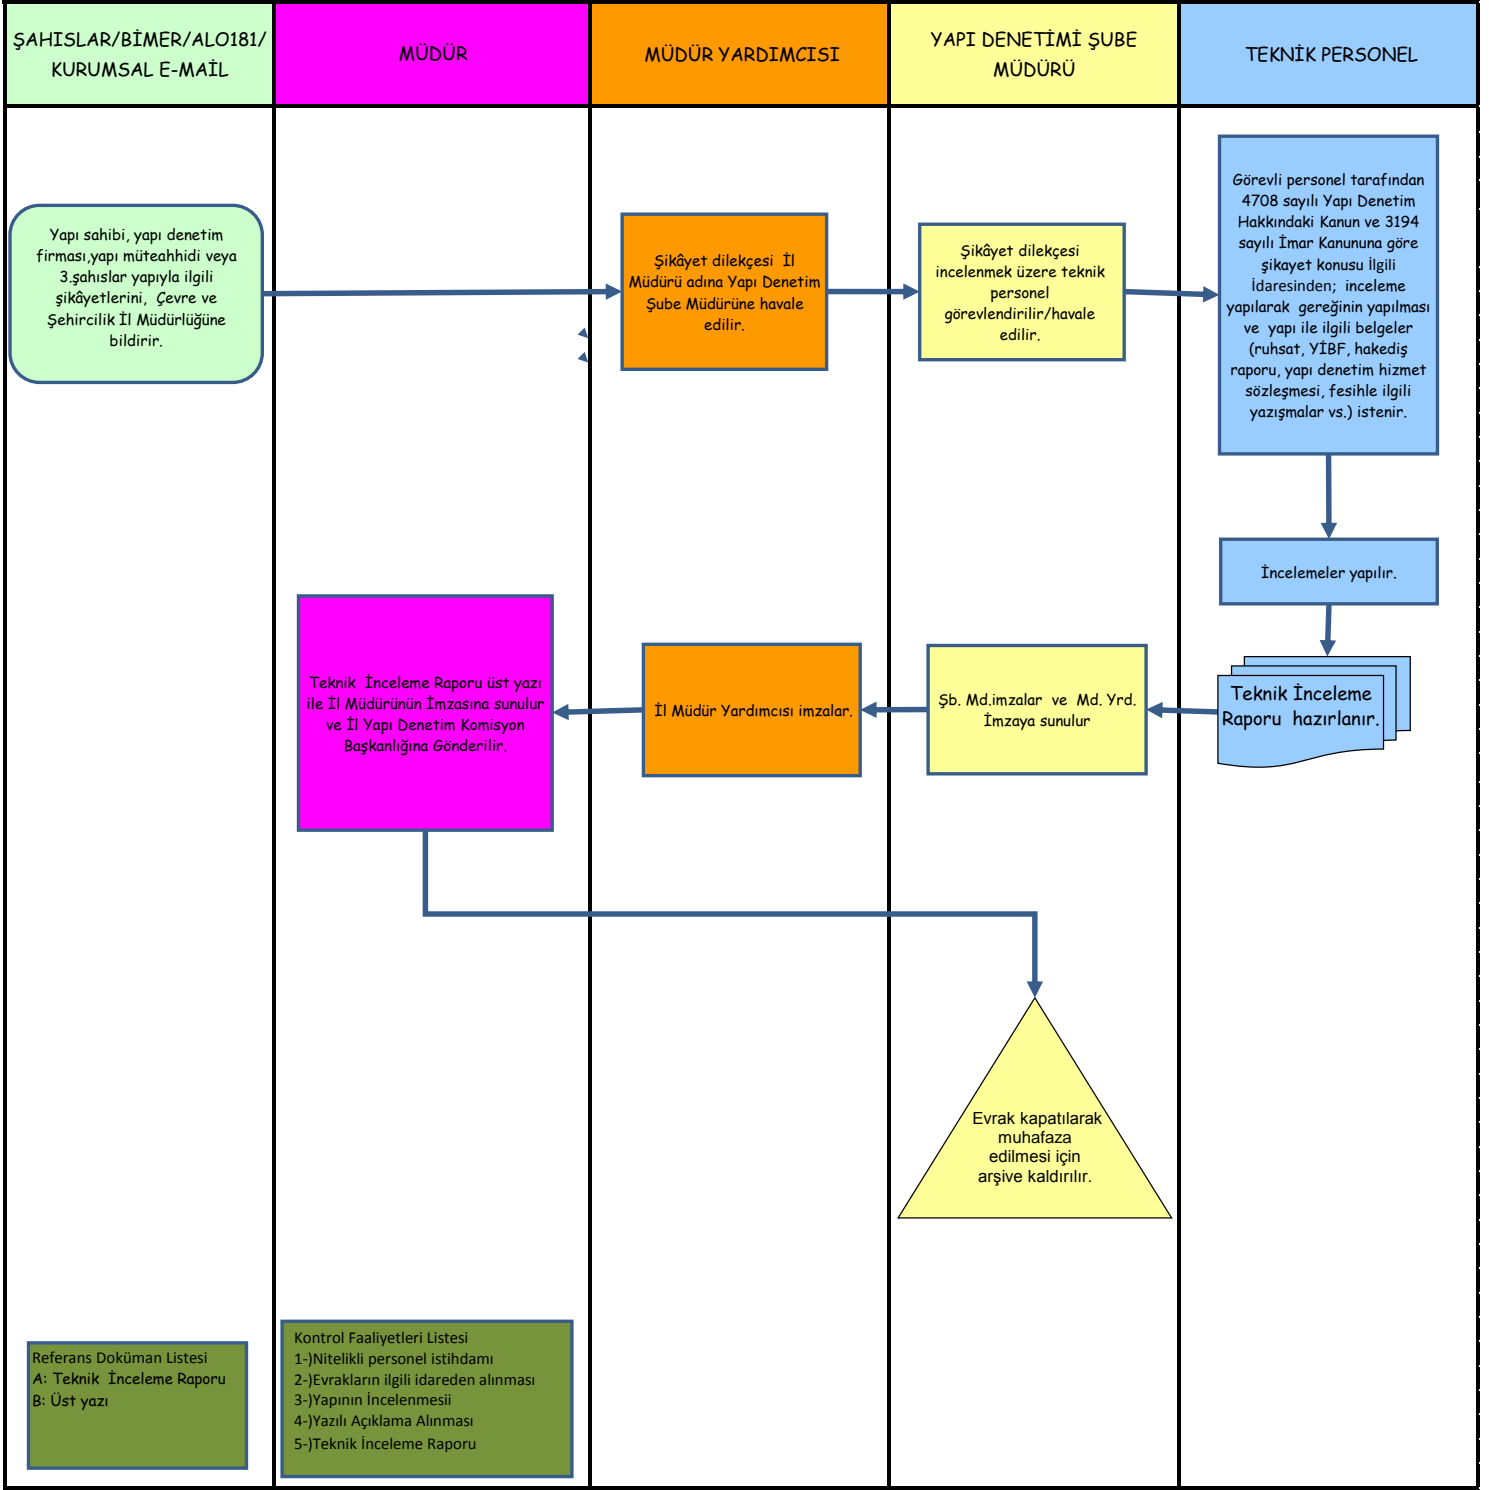 ŞAHISLAR/BİMER/ALO181/
KURUMSAL E-MAİL
MÜDÜR
MÜDÜR YARDIMCISI
YAPI DENETİMİ ŞUBE
MÜDÜRÜ
TEKNİK PERSONEL
Yapı sahibi, yapı denetim
firması,yapı müteahhidi veya
3.şahıslar yapıyla ilgili
şikâyetlerini, Çevre ve
Şehircilik İl Müdürlüğüne
bildirir.
Şikâyet dilekçesi İl
Müdürü adına Yapı Denetim
Şube Müdürüne havale
edilir.
Şikâyet dilekçesi
incelenmek üzere teknik
personel
görevlendirilir/havale
edilir.
Görevli personel tarafından
4708 sayılı Yapı Denetim
Hakkındaki Kanun ve 3194
sayılı İmar Kanununa göre
şikayet konusu İlgili
İdaresinden; inceleme
yapılarak gereğinin yapılması
ve yapı ile ilgili belgeler
(ruhsat, YİBF, hakediş
raporu, yapı denetim hizmet
sözleşmesi, fesihle ilgili
yazışmalar vs.) istenir.
İncelemeler yapılır.
Teknik İnceleme
Raporu hazırlanır.
Şb. Md.imzalar ve Md. Yrd.
İmzaya sunulur
İl Müdür Yardımcısı imzalar.
Teknik İnceleme Raporu üst yazı
ile İl Müdürünün İmzasına sunulur
ve İl Yapı Denetim Komisyon
Başkanlığına Gönderilir.
Evrak kapatılarak
muhafaza
edilmesi için
arşive kaldırılır.
Referans Doküman Listesi
A: Teknik İnceleme Raporu
B: Üst yazı
Kontrol Faaliyetleri Listesi
1-)Nitelikli personel istihdamı
2-)Evrakların ilgili idareden alınması
3-)Yapının İncelenmesii
4-)Yazılı Açıklama Alınması
5-)Teknik İnceleme Raporu